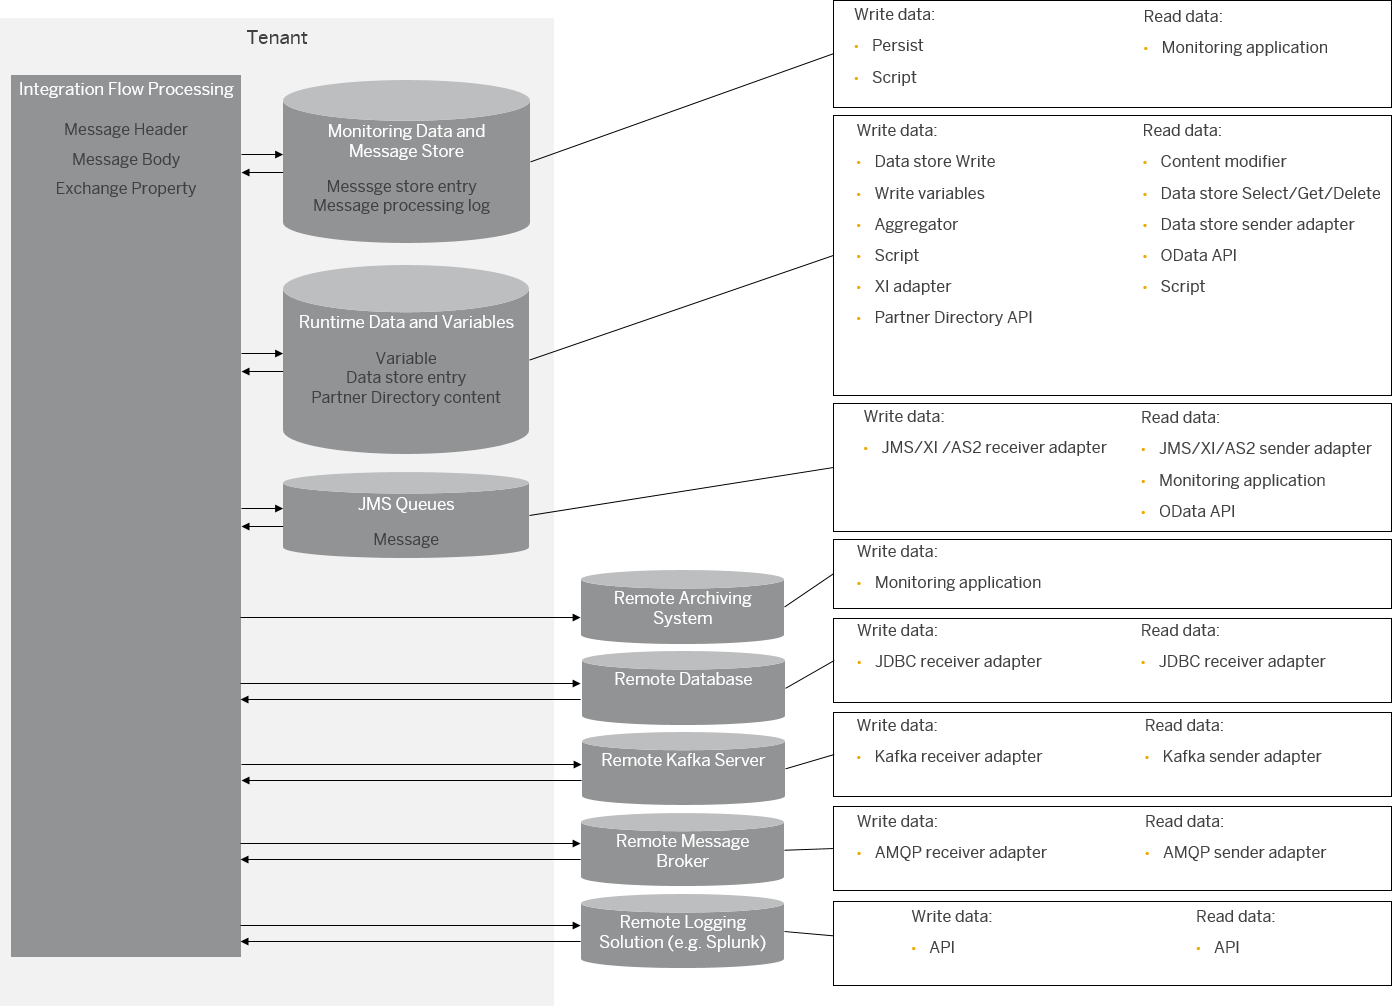 Tenant
Integration Flow Processing
Message Header
Message Body
Exchange Property
Monitoring Data and
Message Store
Messsge store entry
Message processing log
Write data:
• Persist
• Script
Read data:
• Monitoring application
Runtime Data and Variables
Variable
Data store entry
Partner Directory content
Write data:
• Data store Write
• Write variables
• Aggregator
• Script
• XI adapter
• Partner Directory API
Read data:
• Content modifier
• Data store Select/Get/Delete
• Data store sender adapter
• OData API
• Script
JMS Queues
Message
Write data:
• JMS/XI /AS2 receiver adapter
Read data:
• JMS/XI/AS2 sender adapter
• Monitoring application
• OData API
Remote Archiving
System
Write data:
• Monitoring application
Remote Database
Write data:
• JDBC receiver adapter
Read data:
• JDBC receiver adapter
Remote Kafka Server
Write data:
• Kafka receiver adapter
Read data:
• Kafka sender adapter
Remote Message
Broker
Write data:
• AMQP receiver adapter
Read data:
• AMQP sender adapter
Remote Logging
Solution (e.g. Splunk)
Write data:
• API
Read data:
• API